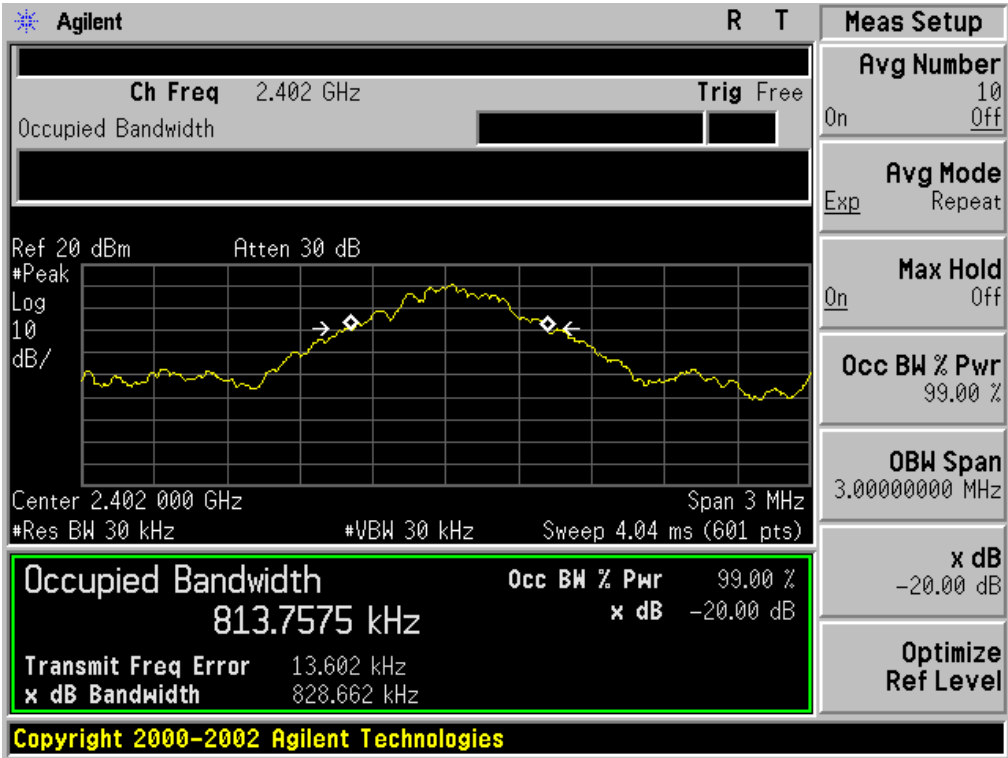 Agilent R T
Ch Freq 2.402 GHz Trig Free
Occupied Bandwidth
Ref 20 dBm Atten 30 dB
#Peak
Log
10
dB/
Center 2.402 000 GHz Span 3 MHz
#Res BW 30 kHz #VBW 30 kHz Sweep 4.04 ms (601 pts)
Occupied Bandwidth Occ BW % Pwr 99.00 %
813.7575 kHz x dB -20.00 dB
Transmit Freq Error 13.602 kHz
x dB Bandwidth 828.662 kHz
Copyright 2000-2002 Agilent Technologies
Meas Setup
Avg Number
10
On Off
Avg Mode
Exp Repeat
Max Hold
On Off
Occ BW % Pwr
99.00 %
OBW Span
3.00000000 MHz
x dB
-20.00 dB
Optimize
Ref Level